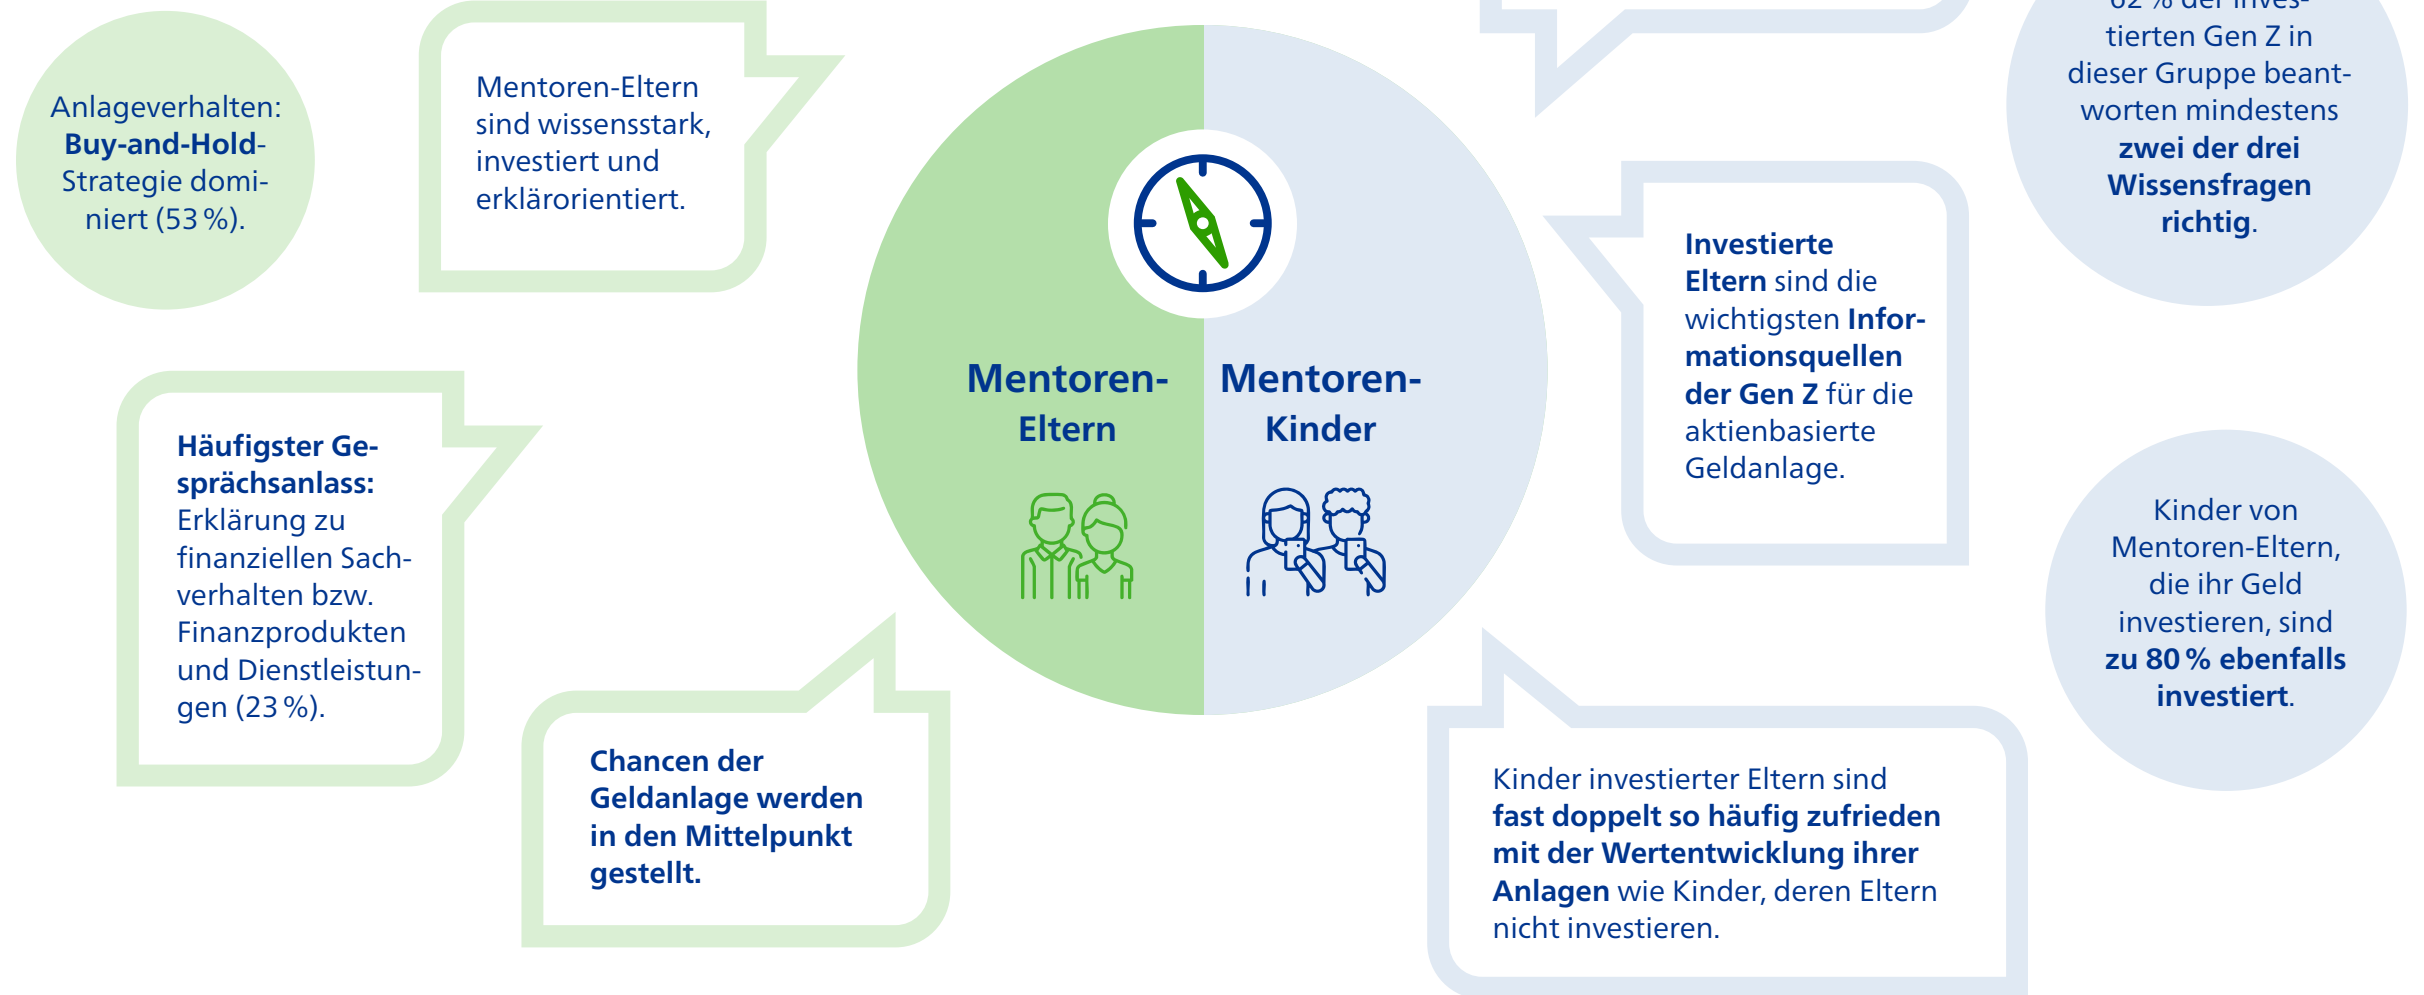 Anlageverhalten:
Buy-and-Hold-
Strategie domi-
niert (53 %).
Mentoren-Eltern
sind wissensstark,
investiert und
erklärorientiert.
Häufigster Ge-
sprächsanlass:
Erklärung zu
finanziellen Sach-
verhalten bzw.
Finanzprodukten
und Dienstleistun-
gen (23 %).
Chancen der
Geldanlage werden
in den Mittelpunkt
gestellt.
Mentoren-
Eltern
Mentoren-
Kinder
62 % der inves-
tierten Gen Z in
dieser Gruppe beant-
worten mindestens
zwei der drei
Wissensfragen
richtig.
Investierte
Eltern sind die
wichtigsten Infor-
mationsquellen
der Gen Z für die
aktienbasierte
Geldanlage.
Kinder von
Mentoren-Eltern,
die ihr Geld
investieren, sind
zu 80 % ebenfalls
investiert.
Kinder investierter Eltern sind
fast doppelt so häufig zufrieden
mit der Wertentwicklung ihrer
Anlagen wie Kinder, deren Eltern
nicht investieren.